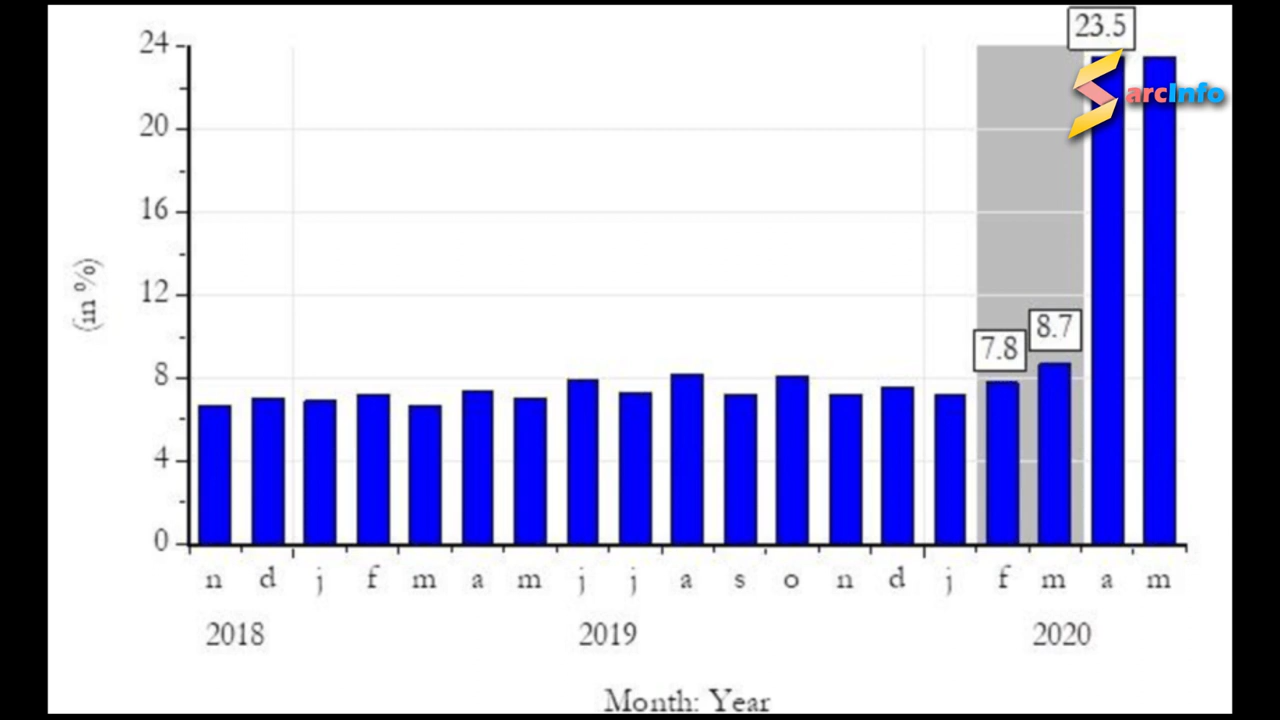 23.5
24
SarcInfo
20
16
12
(in %)
8.7
7.8
8
4
0
n d j f m a m j j a s o n d j f m a m
2018 2019 2020
Month: Year